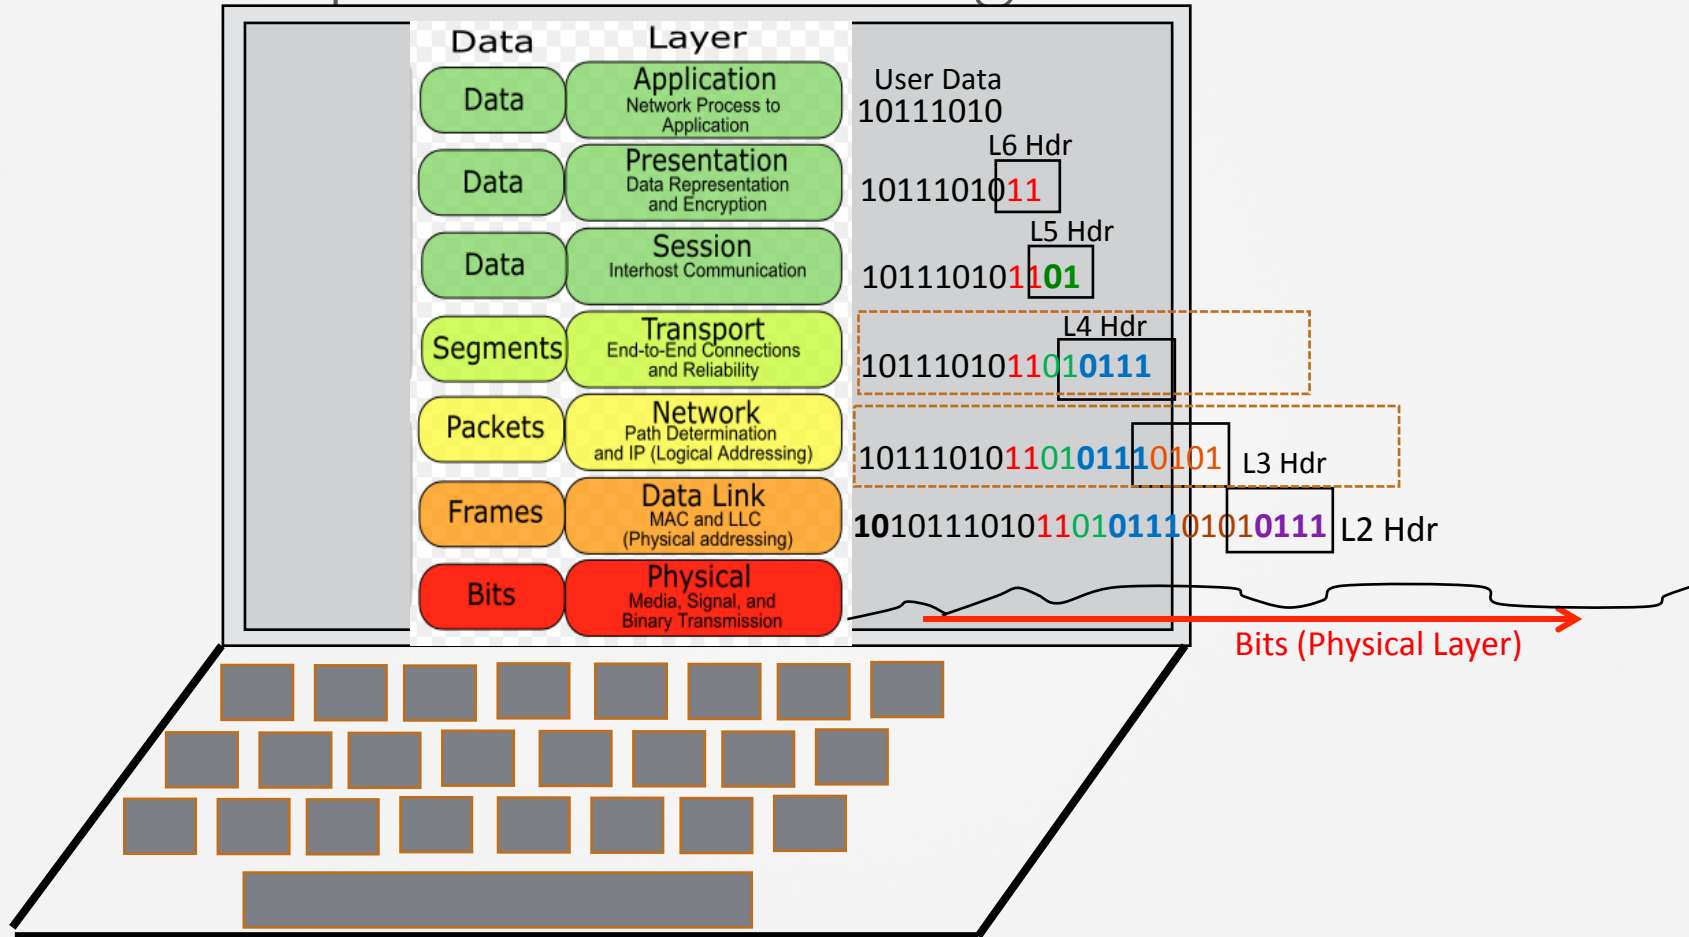 Data Layer
Data
Application
Network Process to
Application
User Data
10111010
Data
Presentation
Data Representation
and Encryption
L6 Hdr
1011101011
Data
Session
Interhost Communication
L5 Hdr
101110101101
Segments
Transport
End-to-End Connections
and Reliability
L4 Hdr
1011101011010111
Packets
Network
Path Determination
and IP (Logical Addressing)
10111010110101110101
L3 Hdr
Frames
Data Link
MAC and LLC
(Physical addressing)
10101110101101011101010111
L2 Hdr
Bits
Physical
Media, Signal, and
Binary Transmission
Bits (Physical Layer)